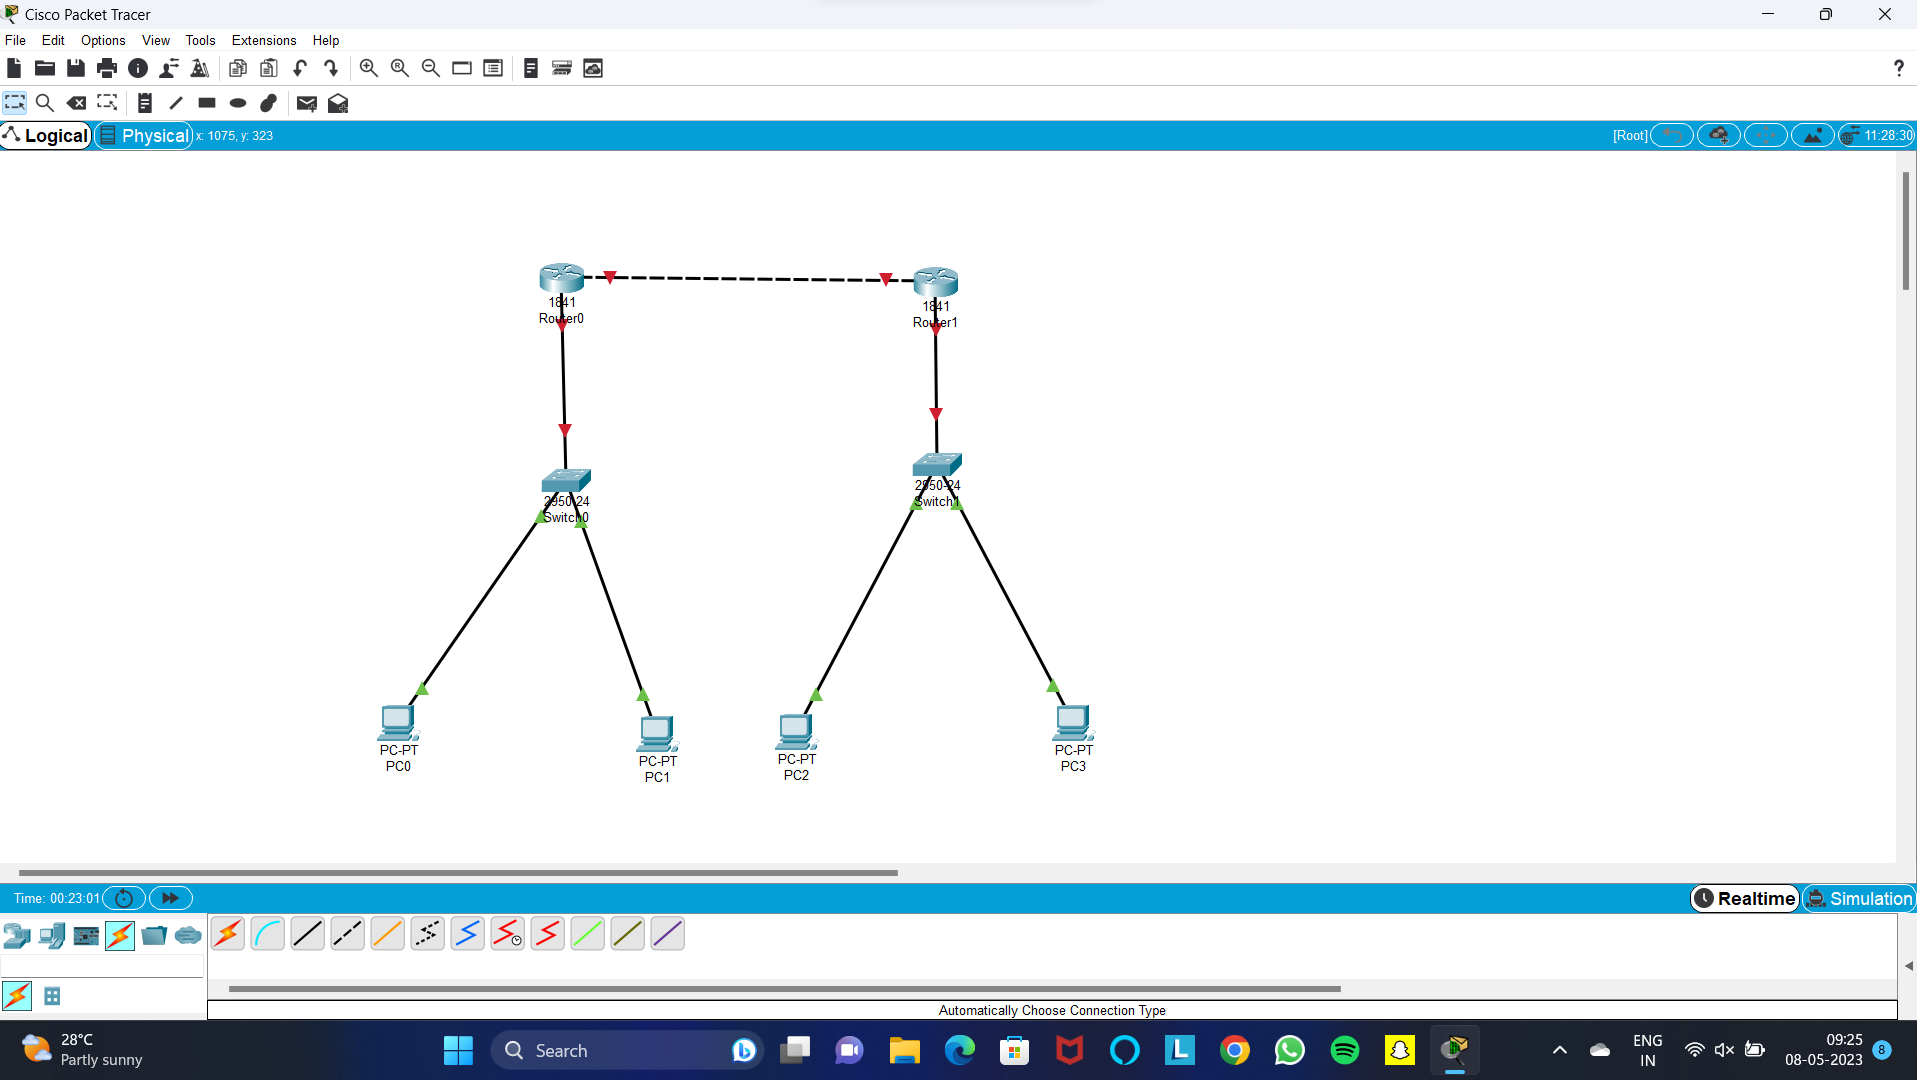 Cisco Packet Tracer
File Edit Options View Tools Extensions Help
?
Logical Physical x: 1075, y: 323 [Root] 11:28:30
1841
Router0
1841
Router1
2950-24
Switch0
2950-24
Switch1
PC-PT
PC0
PC-PT
PC1
PC-PT
PC2
PC-PT
PC3
Time: 00:23:01 Realtime Simulation
Automatically Choose Connection Type
28°C
Partly sunny
Search
L
ENG
IN
09:25
08-05-2023
8